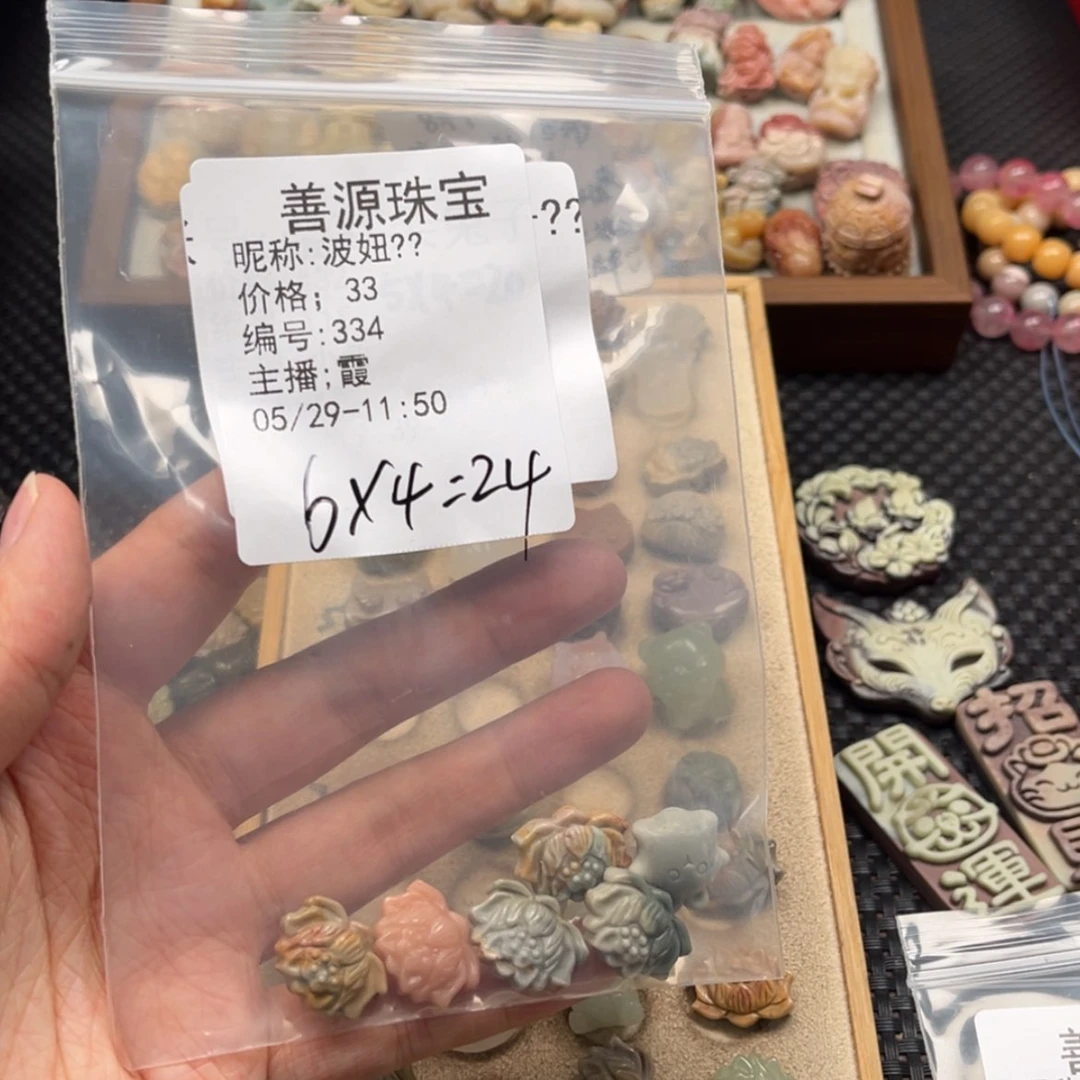 善源珠宝
昵称:波妞??
价格; 33
编号:334
主播;霞
05/29-11:50
6X4=24
-??
開
運
招